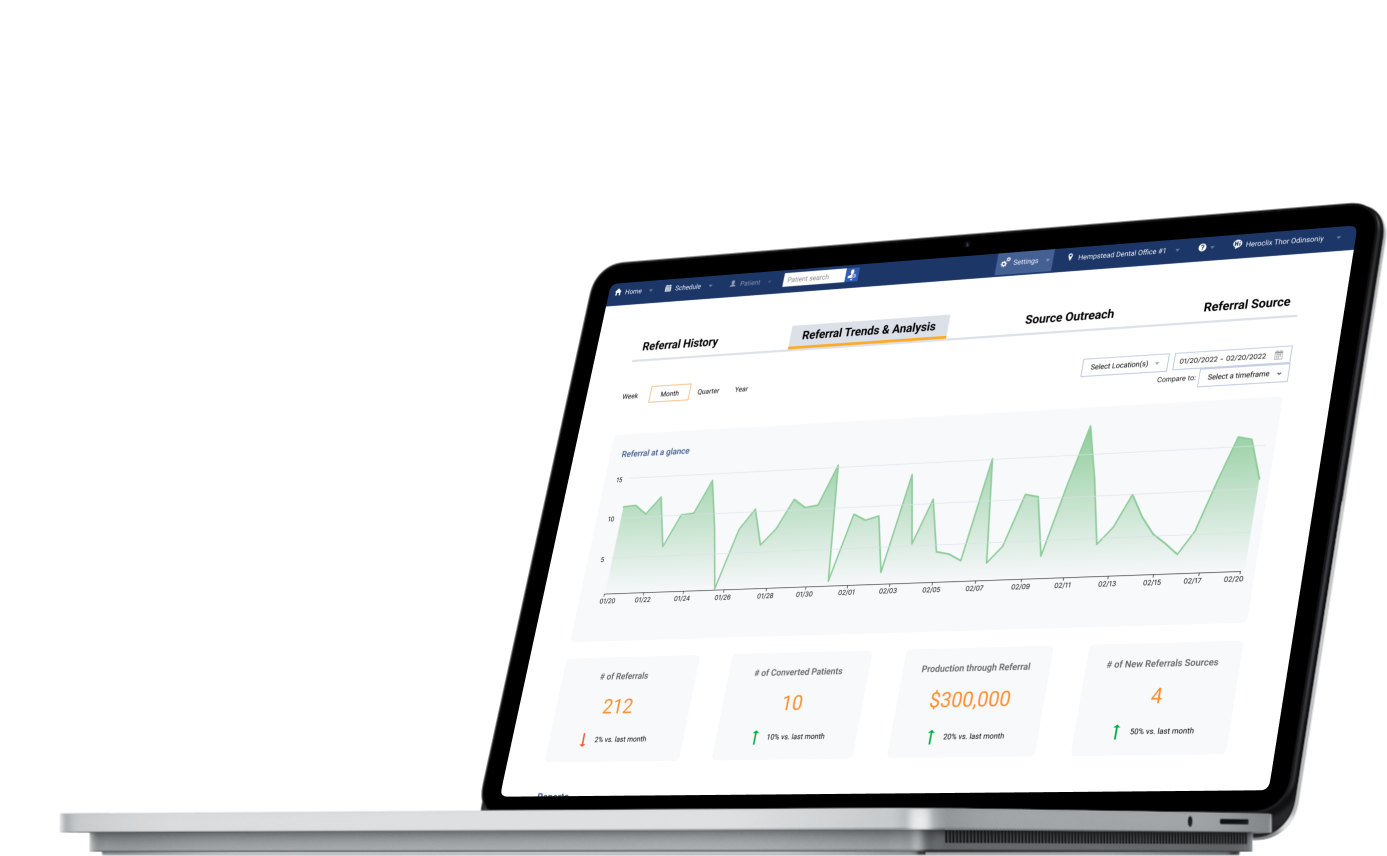 Home
Schedule
Patient
Patient search
Settings
Hempstead Dental Office #1
?
Hi
Heroclix Thor Odinsoniy
Referral History
Referral Trends & Analysis
Source Outreach
Referral Source
Week
Month
Quarter
Year
Select Location(s)
01/20/2022 - 02/20/2022
Compare to:
Select a timeframe
Referral at a glance
15
10
5
01/20 01/22 01/24 01/26 01/28 01/30 02/01 02/03 02/05 02/07 02/09 02/11 02/13 02/15 02/17 02/20
# of Referrals
212
2% vs. last month
# of Converted Patients
10
10% vs. last month
Production through Referral
$300,000
20% vs. last month
# of New Referrals Sources
4
50% vs. last month